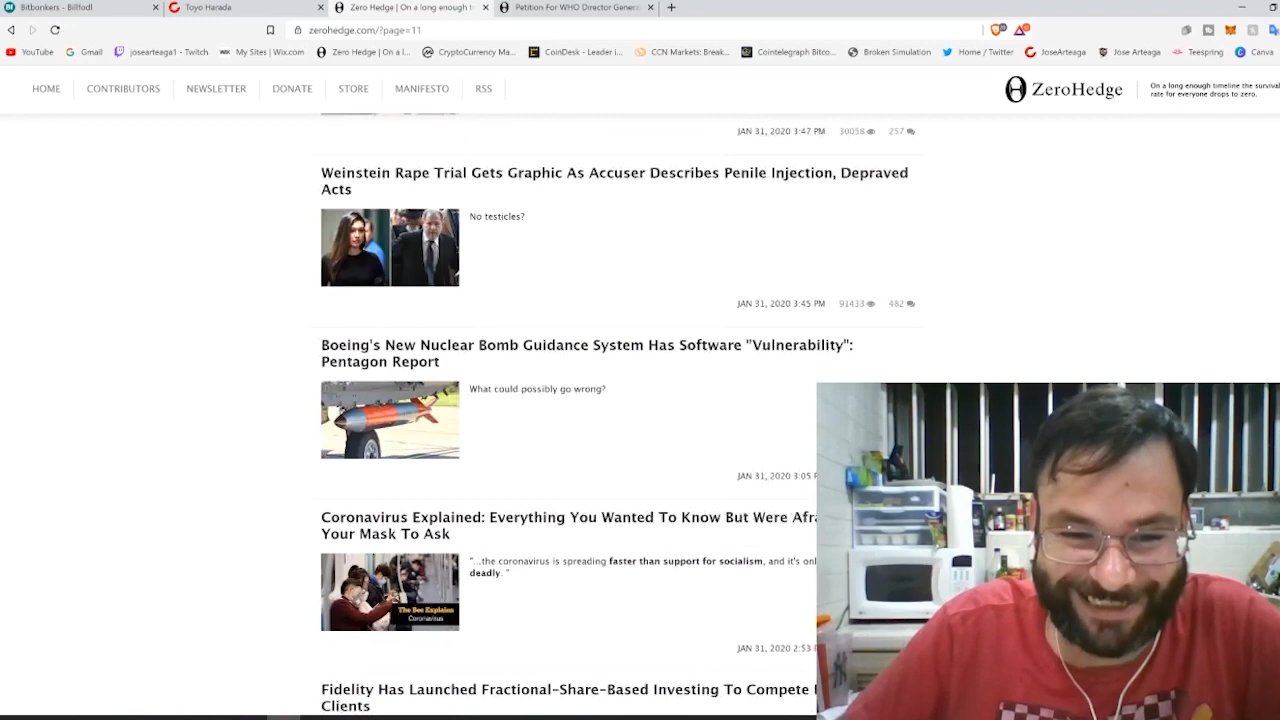 Bitbonkers - Billfodl
Toyo Harada
Zero Hedge | On a long enough t
Petition For WHO Director Genera
zerohedge.com/?page=11
YouTube
Gmail
josearteaga1 - Twitch
My Sites | Wix.com
Zero Hedge | On a l...
CryptoCurrency Ma...
CoinDesk - Leader i...
CCN Markets: Break...
Cointelegraph Bitco...
Broken Simulation
Home / Twitter
JoseArteaga
Jose Arteaga
Teespring
Canva
HOME
CONTRIBUTORS
NEWSLETTER
DONATE
STORE
MANIFESTO
RSS
ZeroHedge
On a long enough timeline the survival
rate for everyone drops to zero.
JAN 31, 2020 3:47 PM 30058 257
Weinstein Rape Trial Gets Graphic As Accuser Describes Penile Injection, Depraved
Acts
No testicles?
JAN 31, 2020 3:45 PM 91433 482
Boeing's New Nuclear Bomb Guidance System Has Software "Vulnerability":
Pentagon Report
What could possibly go wrong?
JAN 31, 2020 3:05 P
Coronavirus Explained: Everything You Wanted To Know But Were Afra
Your Mask To Ask
"...the coronavirus is spreading faster than support for socialism, and it's onl
deadly. "
The Bee Explains
Coronavirus
JAN 31, 2020 2:53 P
Fidelity Has Launched Fractional-Share-Based Investing To Compete
Clients